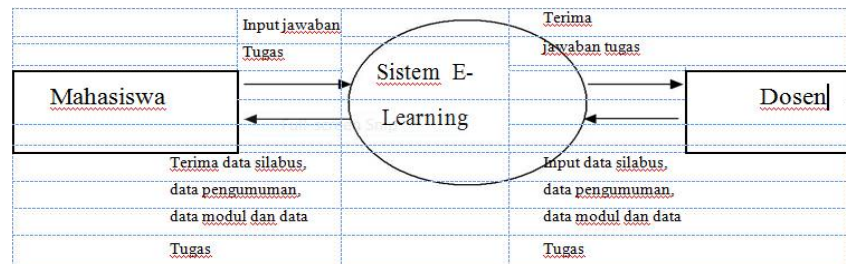 Input jawaban
Tugas
Terima
jawaban tugas
Mahasiswa
Sistem E-
Learning
Dosen
Terima data silabus,
data pengumuman,
data modul dan data
Tugas
Input data silabus,
data pengumuman,
data modul dan data
Tugas